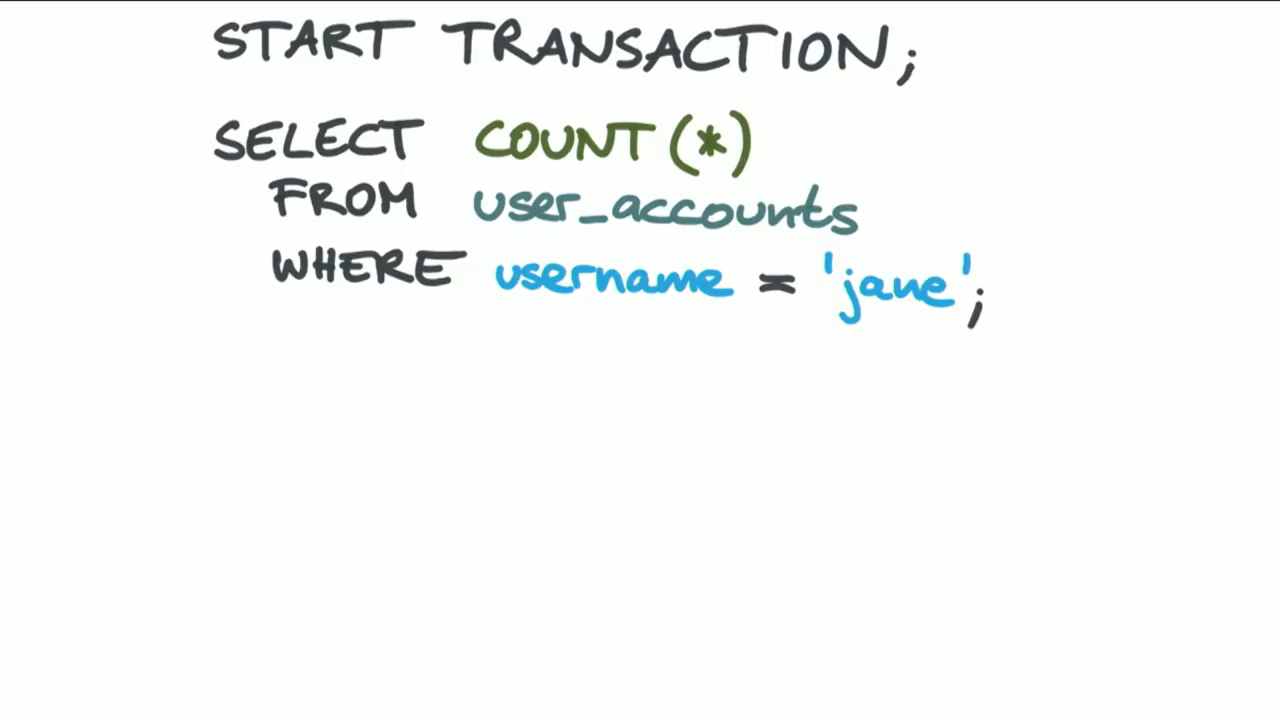 START TRANSACTION;
SELECT COUNT(*)
FROM user_accounts
WHERE username = 'jane';